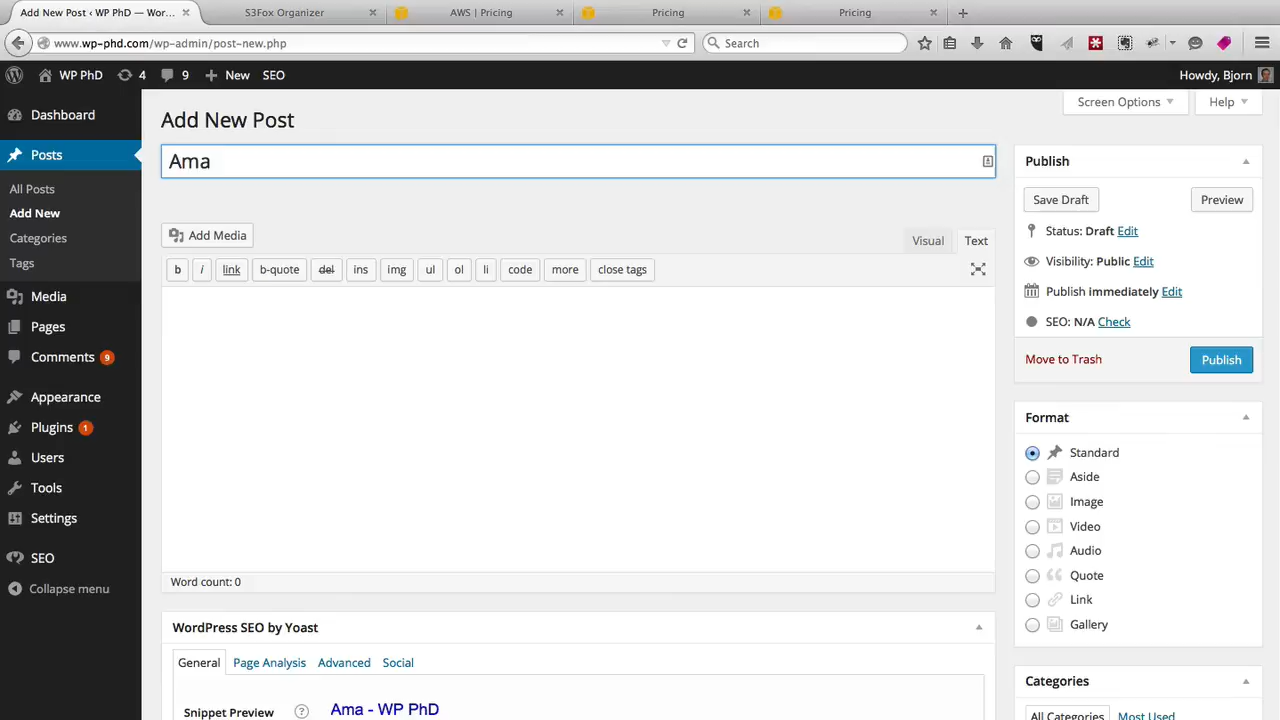 Add New Post ‹ WP PhD — Wor...
S3Fox Organizer
AWS | Pricing
Pricing
Pricing
www.wp-phd.com/wp-admin/post-new.php
Search
WP PhD
4
9
New
SEO
Howdy, Bjorn
Dashboard
Posts
All Posts
Add New
Categories
Tags
Media
Pages
Comments 9
Appearance
Plugins 1
Users
Tools
Settings
SEO
Collapse menu
Screen Options
Help
Add New Post
Ama
Add Media
Visual
Text
b
i
link
b-quote
del
ins
img
ul
ol
li
code
more
close tags
Word count: 0
WordPress SEO by Yoast
General
Page Analysis
Advanced
Social
Snippet Preview
?
Ama - WP PhD
Publish
Save Draft
Preview
Status: Draft Edit
Visibility: Public Edit
Publish immediately Edit
SEO: N/A Check
Move to Trash
Publish
Format
Standard
Aside
Image
Video
Audio
Quote
Link
Gallery
Categories
All Categories
Most Used